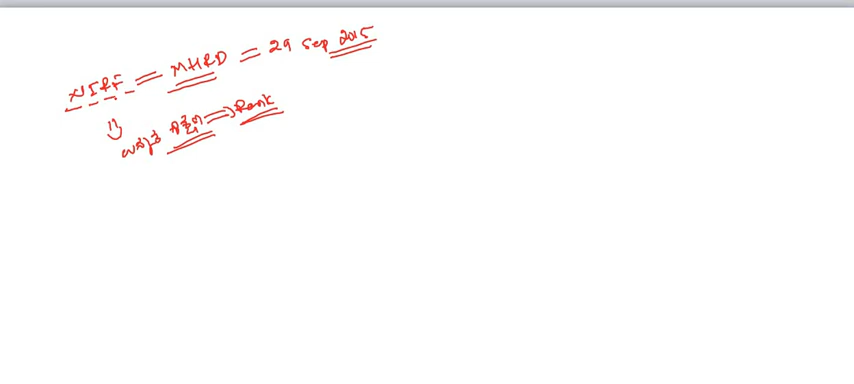 NIRF = MHRD = 29 Sep 2015
⇒ Rank